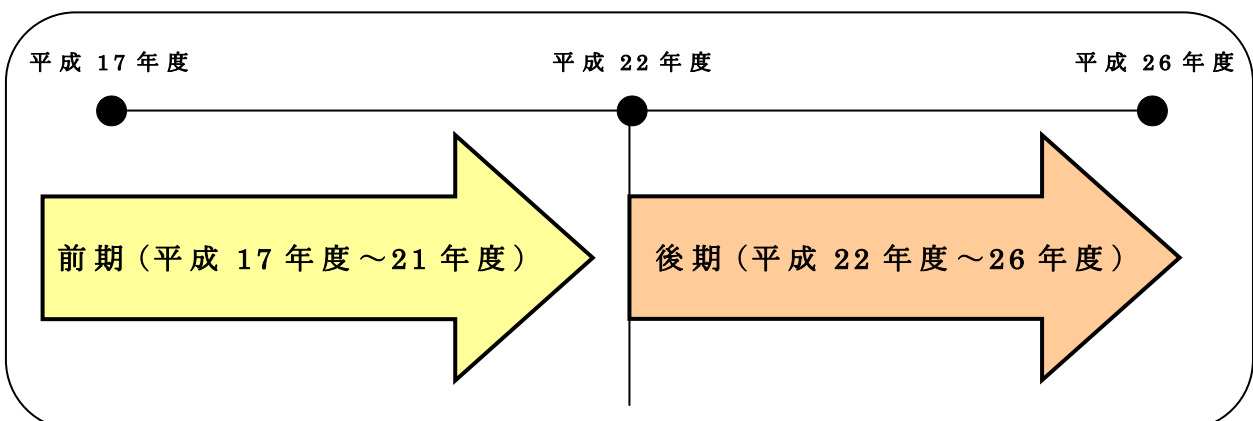 平成 17 年度
平成 22 年度
平成 26 年度
前期（平成 17 年度～21 年度）
後期（平成 22 年度～26 年度）